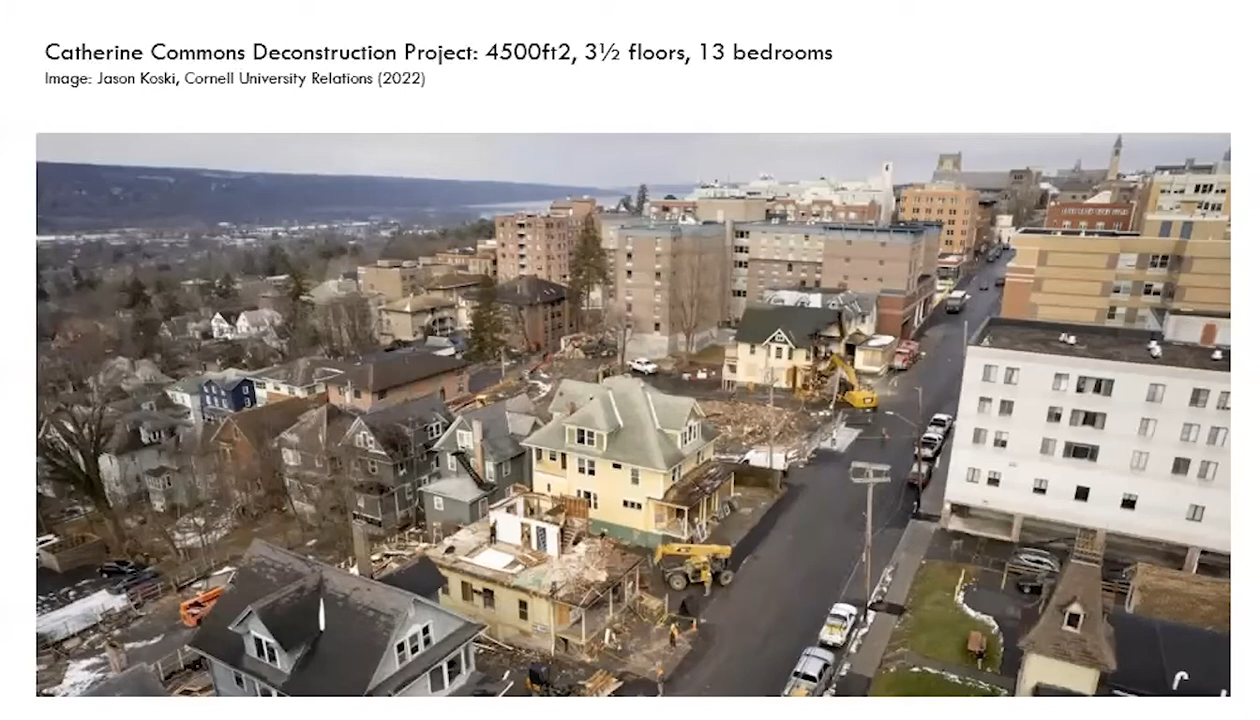 Catherine Commons Deconstruction Project: 4500ft2, 3½ floors, 13 bedrooms
Image: Jason Koski, Cornell University Relations (2022)